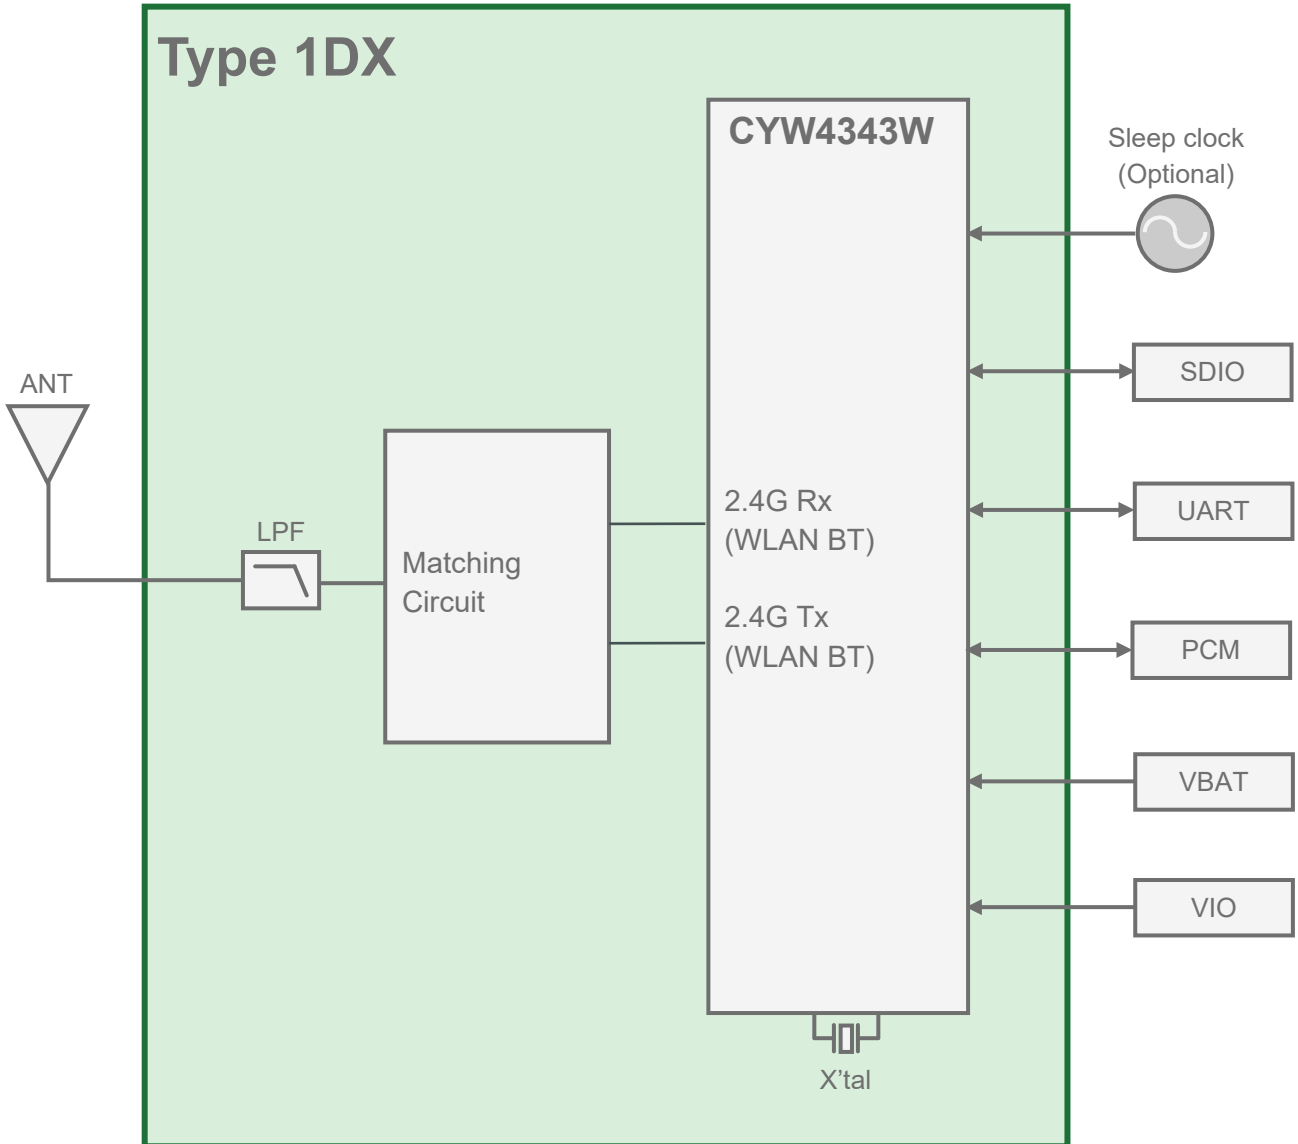 Type 1DX
CYW4343W
Sleep clock
(Optional)
SDIO
ANT
2.4G Rx
(WLAN BT)
UART
LPF
Matching
Circuit
2.4G Tx
(WLAN BT)
PCM
VBAT
VIO
X’tal